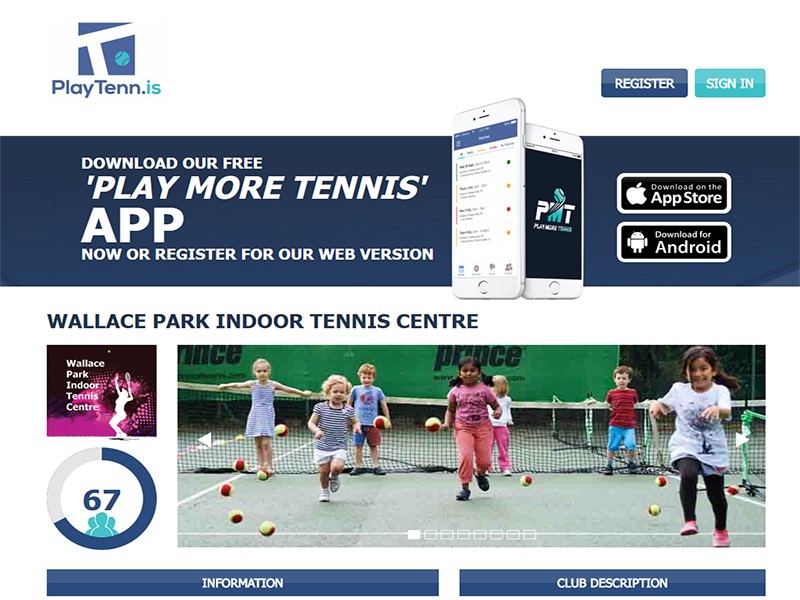 PlayTenn.is
REGISTER
SIGN IN
DOWNLOAD OUR FREE
'PLAY MORE TENNIS'
APP
NOW OR REGISTER FOR OUR WEB VERSION
PMT
PLAY MORE TENNIS
Download on the
App Store
Download for
Android
WALLACE PARK INDOOR TENNIS CENTRE
Wallace
Park
Indoor
Tennis
Centre
prince
prince
67
INFORMATION
CLUB DESCRIPTION